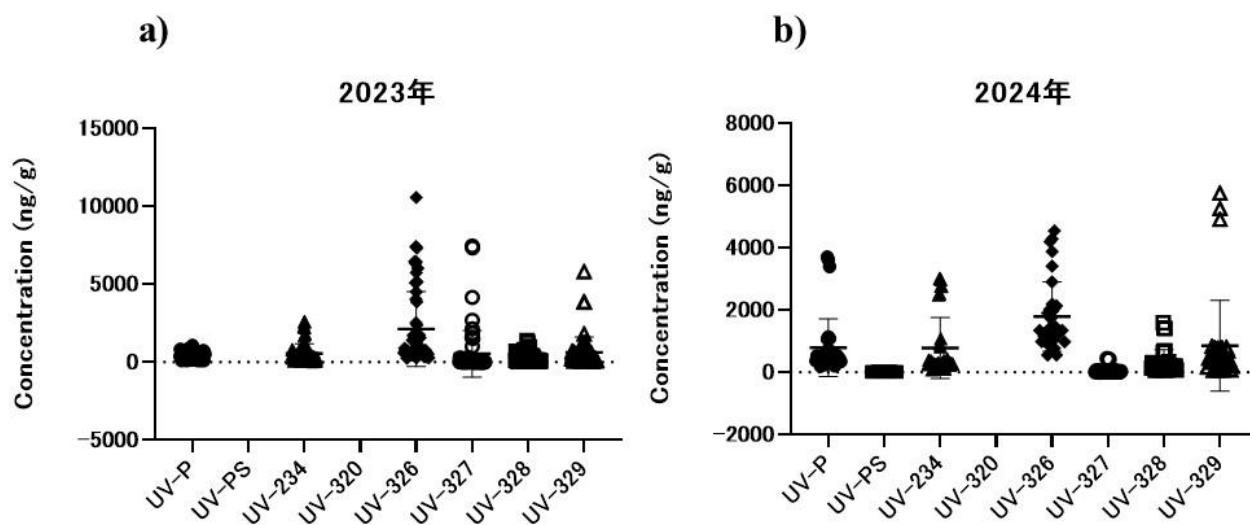 a)
2023年
Concentration (ng/g)
15000
10000
5000
0
−5000
UV−P
UV−PS
UV−234
UV−320
UV−326
UV−327
UV−328
UV−329
b)
2024年
Concentration (ng/g)
8000
6000
4000
2000
0
−2000
UV−P
UV−PS
UV−234
UV−320
UV−326
UV−327
UV−328
UV−329